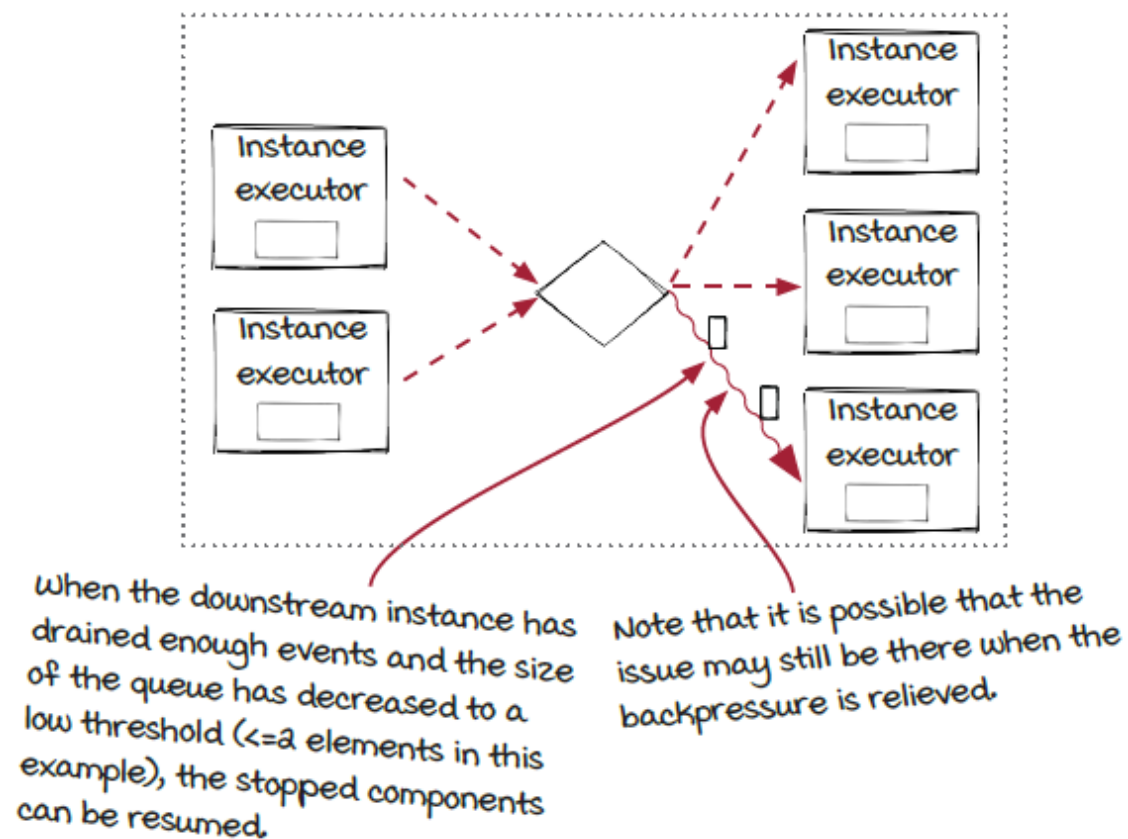 Instance
executor
Instance
executor
Instance
executor
Instance
executor
Instance
executor
When the downstream instance has
drained enough events and the size
of the queue has decreased to a
low threshold (<=2 elements in this
example), the stopped components
can be resumed.
Note that it is possible that the
issue may still be there when the
backpressure is relieved.